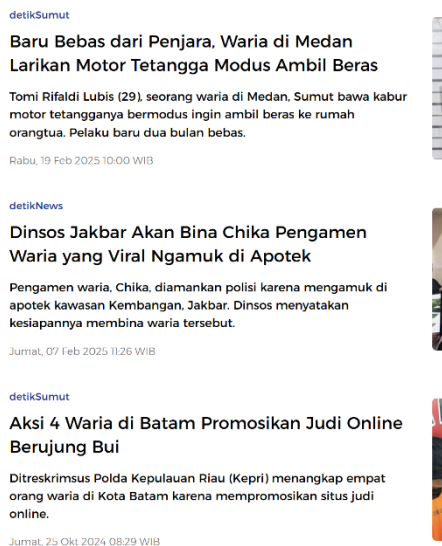 detikSumut
Baru Bebas dari Penjara, Waria di Medan
Larikan Motor Tetangga Modus Ambil Beras
Tomi Rifaldi Lubis (29), seorang waria di Medan, Sumut bawa kabur
motor tetangganya bermodus ingin ambil beras ke rumah
orangtua. Pelaku baru dua bulan bebas.
Rabu, 19 Feb 2025 10:00 WIB
detikNews
Dinsos Jakbar Akan Bina Chika Pengamen
Waria yang Viral Ngamuk di Apotek
Pengamen waria, Chika, diamankan polisi karena mengamuk di
apotek kawasan Kembangan, Jakbar. Dinsos menyatakan
kesiapannya membina waria tersebut.
Jumat, 07 Feb 2025 11:26 WIB
detikSumut
Aksi 4 Waria di Batam Promosikan Judi Online
Berujung Bui
Ditreskrimsus Polda Kepulauan Riau (Kepri) menangkap empat
orang waria di Kota Batam karena mempromosikan situs judi
online.
Jumat, 25 Okt 2024 08:29 WIB